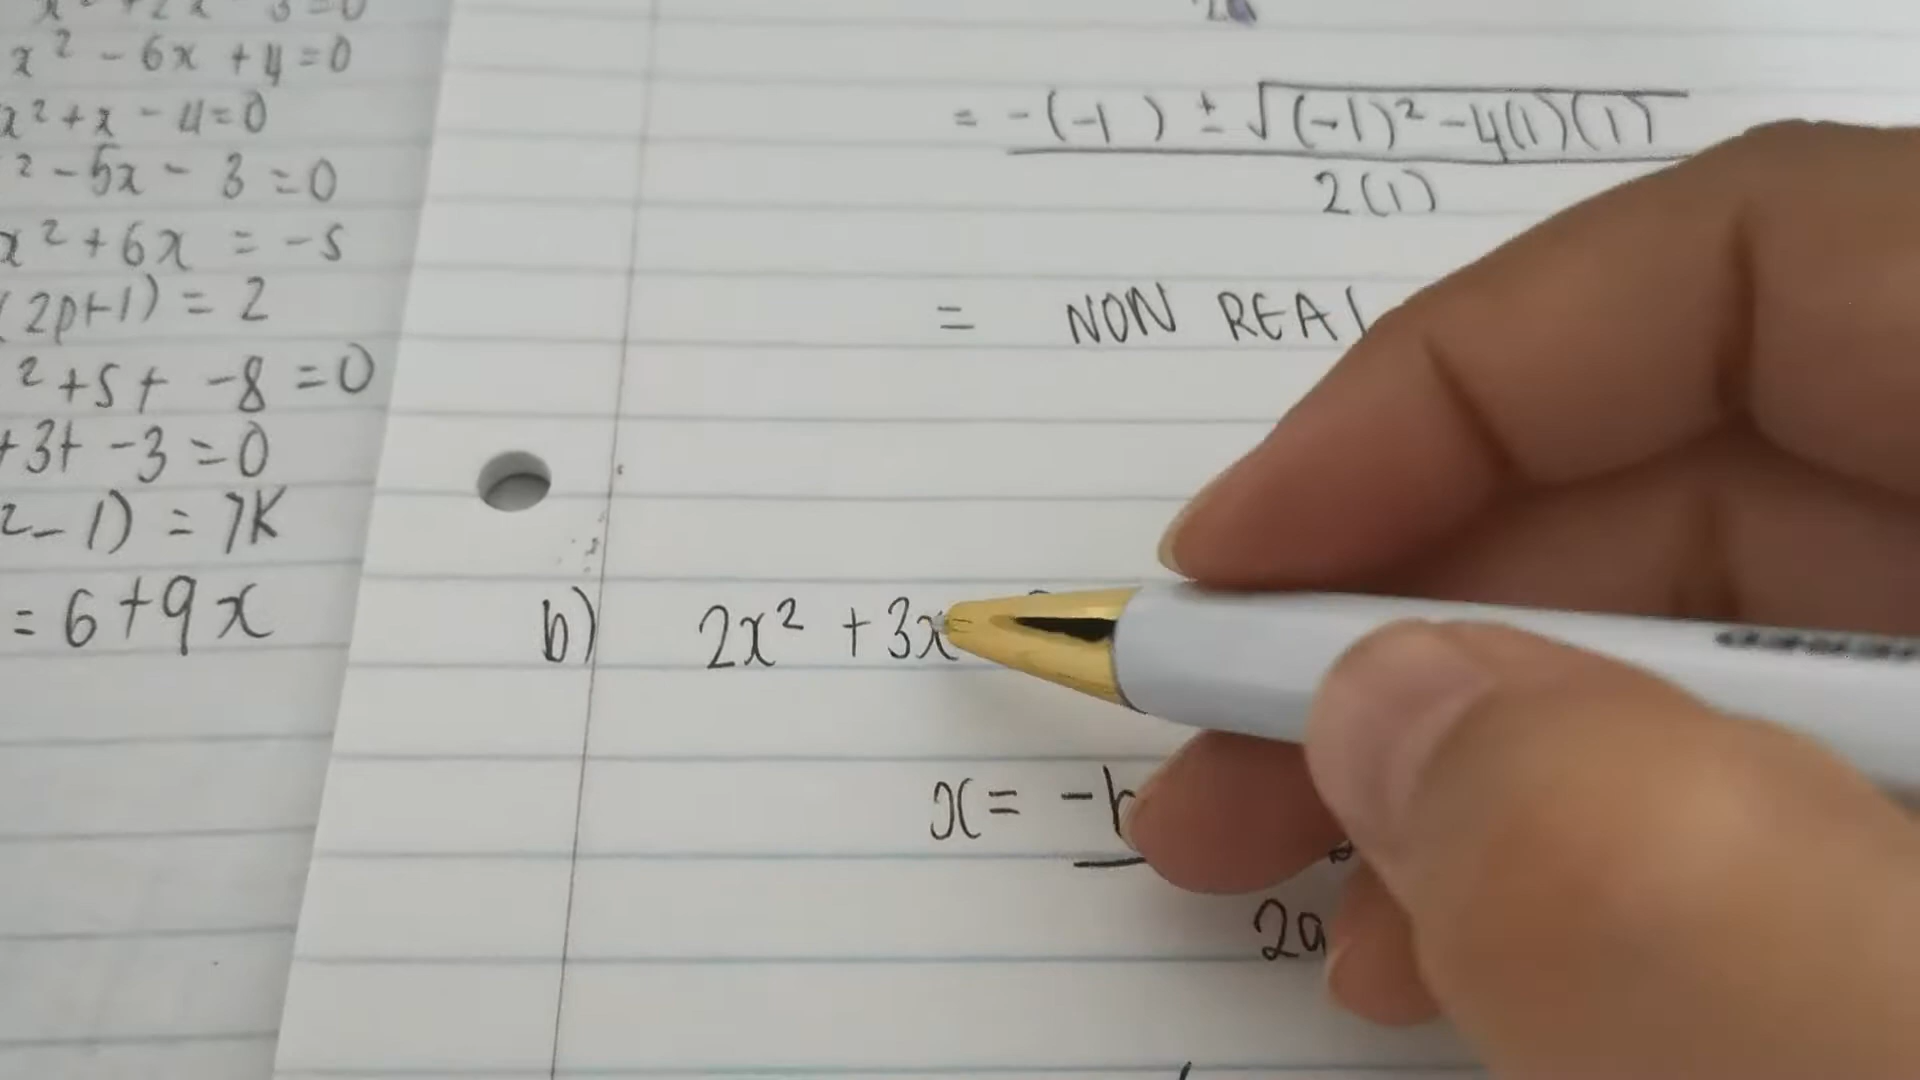 x² - 6x + 4 = 0
x² + x - 4 = 0
² - 5x - 3 = 0
x² + 6x = -5
(2p+1) = 2
² + 5t - 8 = 0
+ 3t - 3 = 0
² - 1) = 7K
= 6 + 9x
= -(-1) ± √(-1)² - 4(1)(1)
2(1)
= NON REAL
b) 2x² + 3x
x = -b
2a